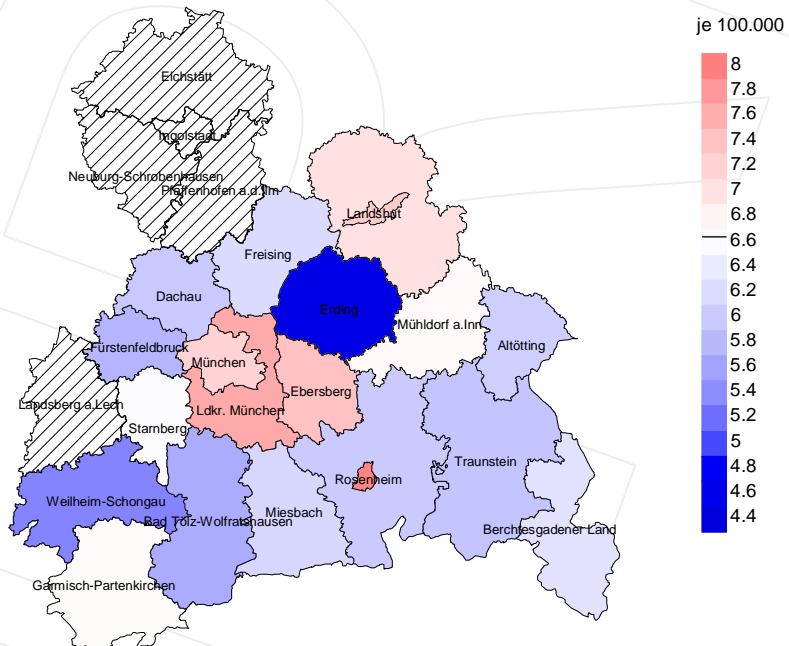 je 100.000
8
7.8
7.6
7.4
7.2
7
6.8
6.6
6.4
6.2
6
5.8
5.6
5.4
5.2
5
4.8
4.6
4.4
Eichstätt
Ingolstadt
Neuburg-Schrobenhausen
Pfaffenhofen a.d.Ilm
Landshut
Freising
Dachau
Erding
Mühldorf a.Inn
Altötting
Fürstenfeldbruck
München
Ebersberg
Landsberg a.Lech
Ldkr. München
Starnberg
Traunstein
Rosenheim
Weilheim-Schongau
Miesbach
Bad Tölz-Wolfratshausen
Berchtesgadener Land
Garmisch-Partenkirchen